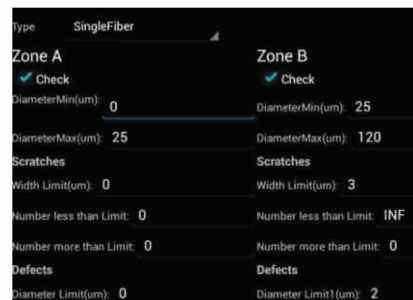 Type SingleFiber
Zone A Zone B
Check Check
DiameterMin(um): 0 DiameterMin(um): 25
DiameterMax(um): 25 DiameterMax(um): 120
Scratches Scratches
Width Limit(um): 0 Width Limit(um): 3
Number less than Limit: 0 Number less than Limit: INF
Number more than Limit: 0 Number more than Limit: 0
Defects Defects
Diameter Limit(um): 0 Diameter Limit1(um): 2